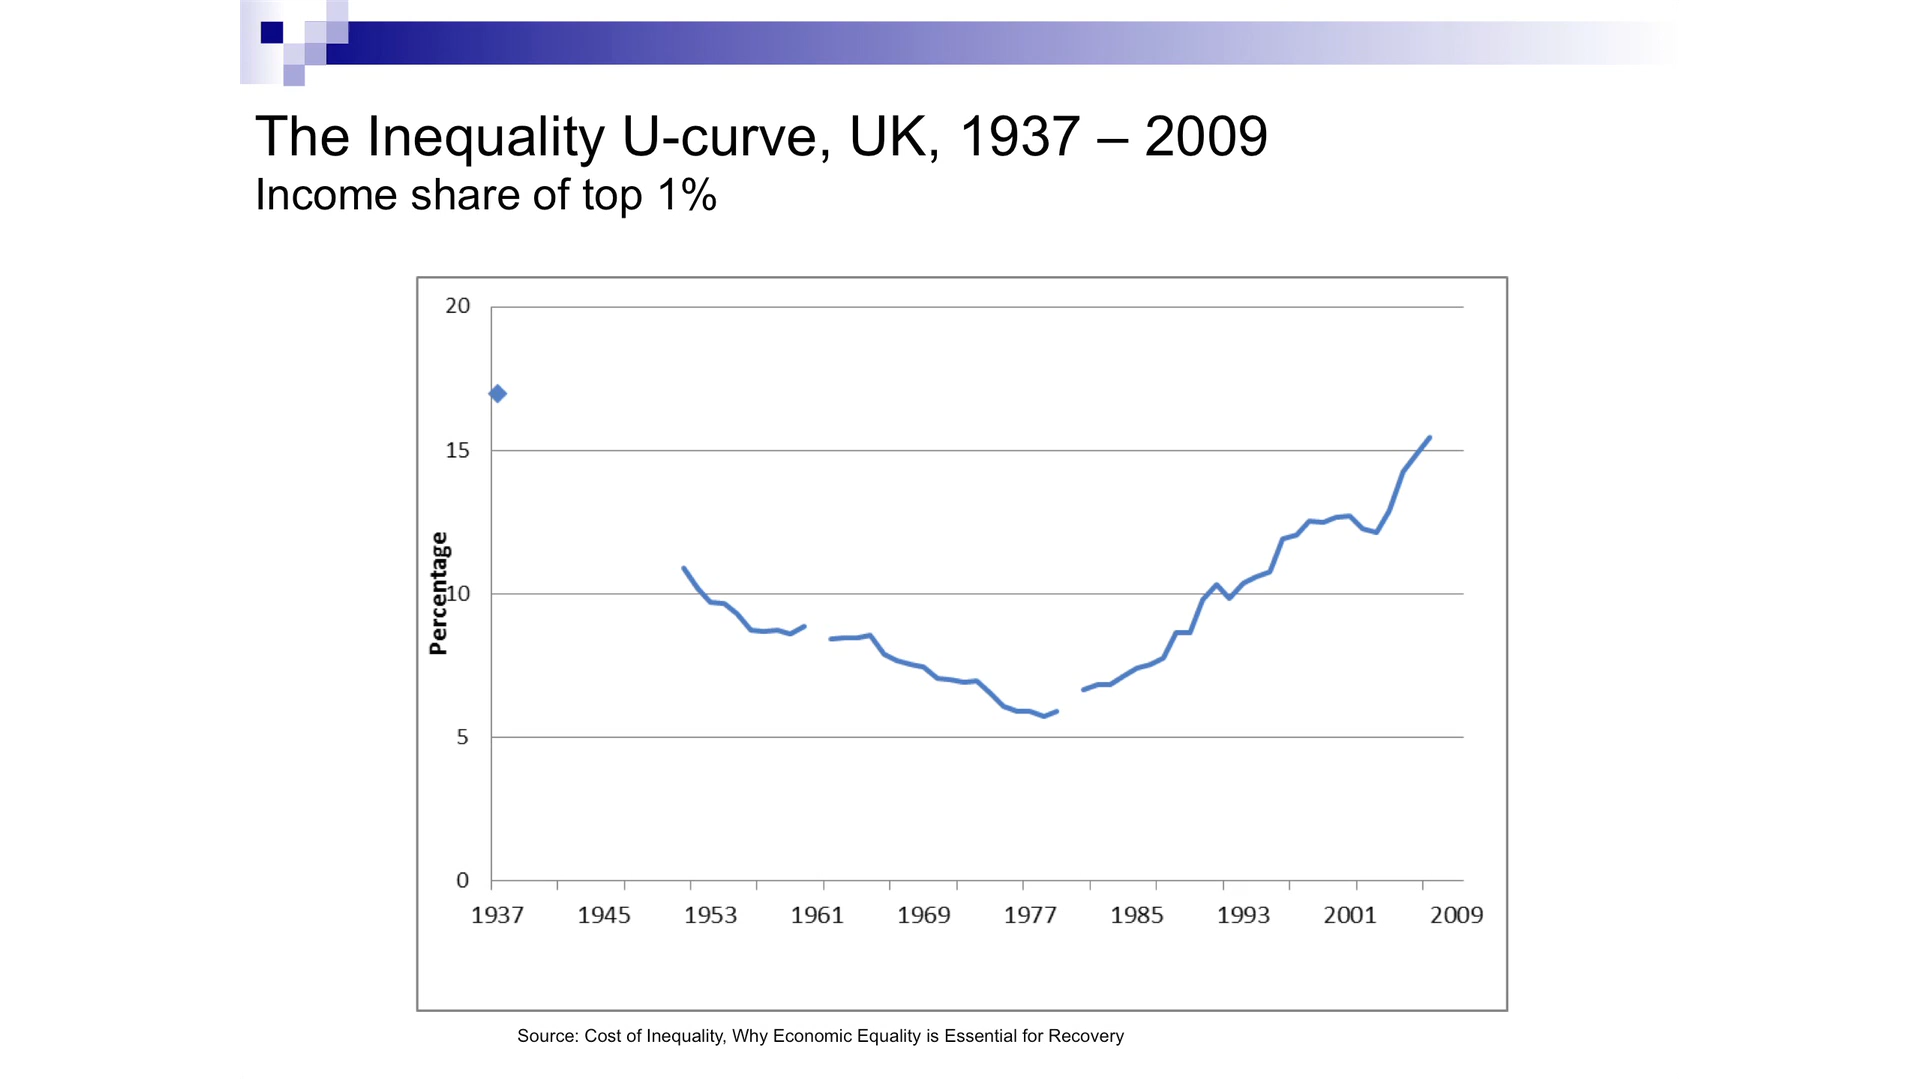 The Inequality U-curve, UK, 1937 – 2009
Income share of top 1%
20
15
10
5
0
Percentage
1937 1945 1953 1961 1969 1977 1985 1993 2001 2009
Source: Cost of Inequality, Why Economic Equality is Essential for Recovery